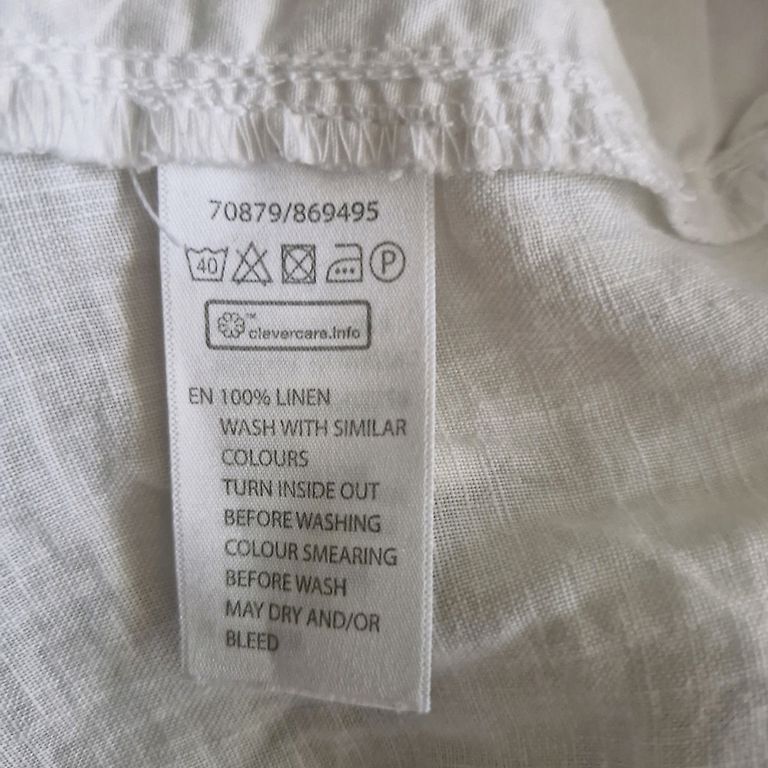 70879/869495
40 P
™ clevercare.info
EN 100% LINEN
WASH WITH SIMILAR
COLOURS
TURN INSIDE OUT
BEFORE WASHING
COLOUR SMEARING
BEFORE WASH
MAY DRY AND/OR
BLEED